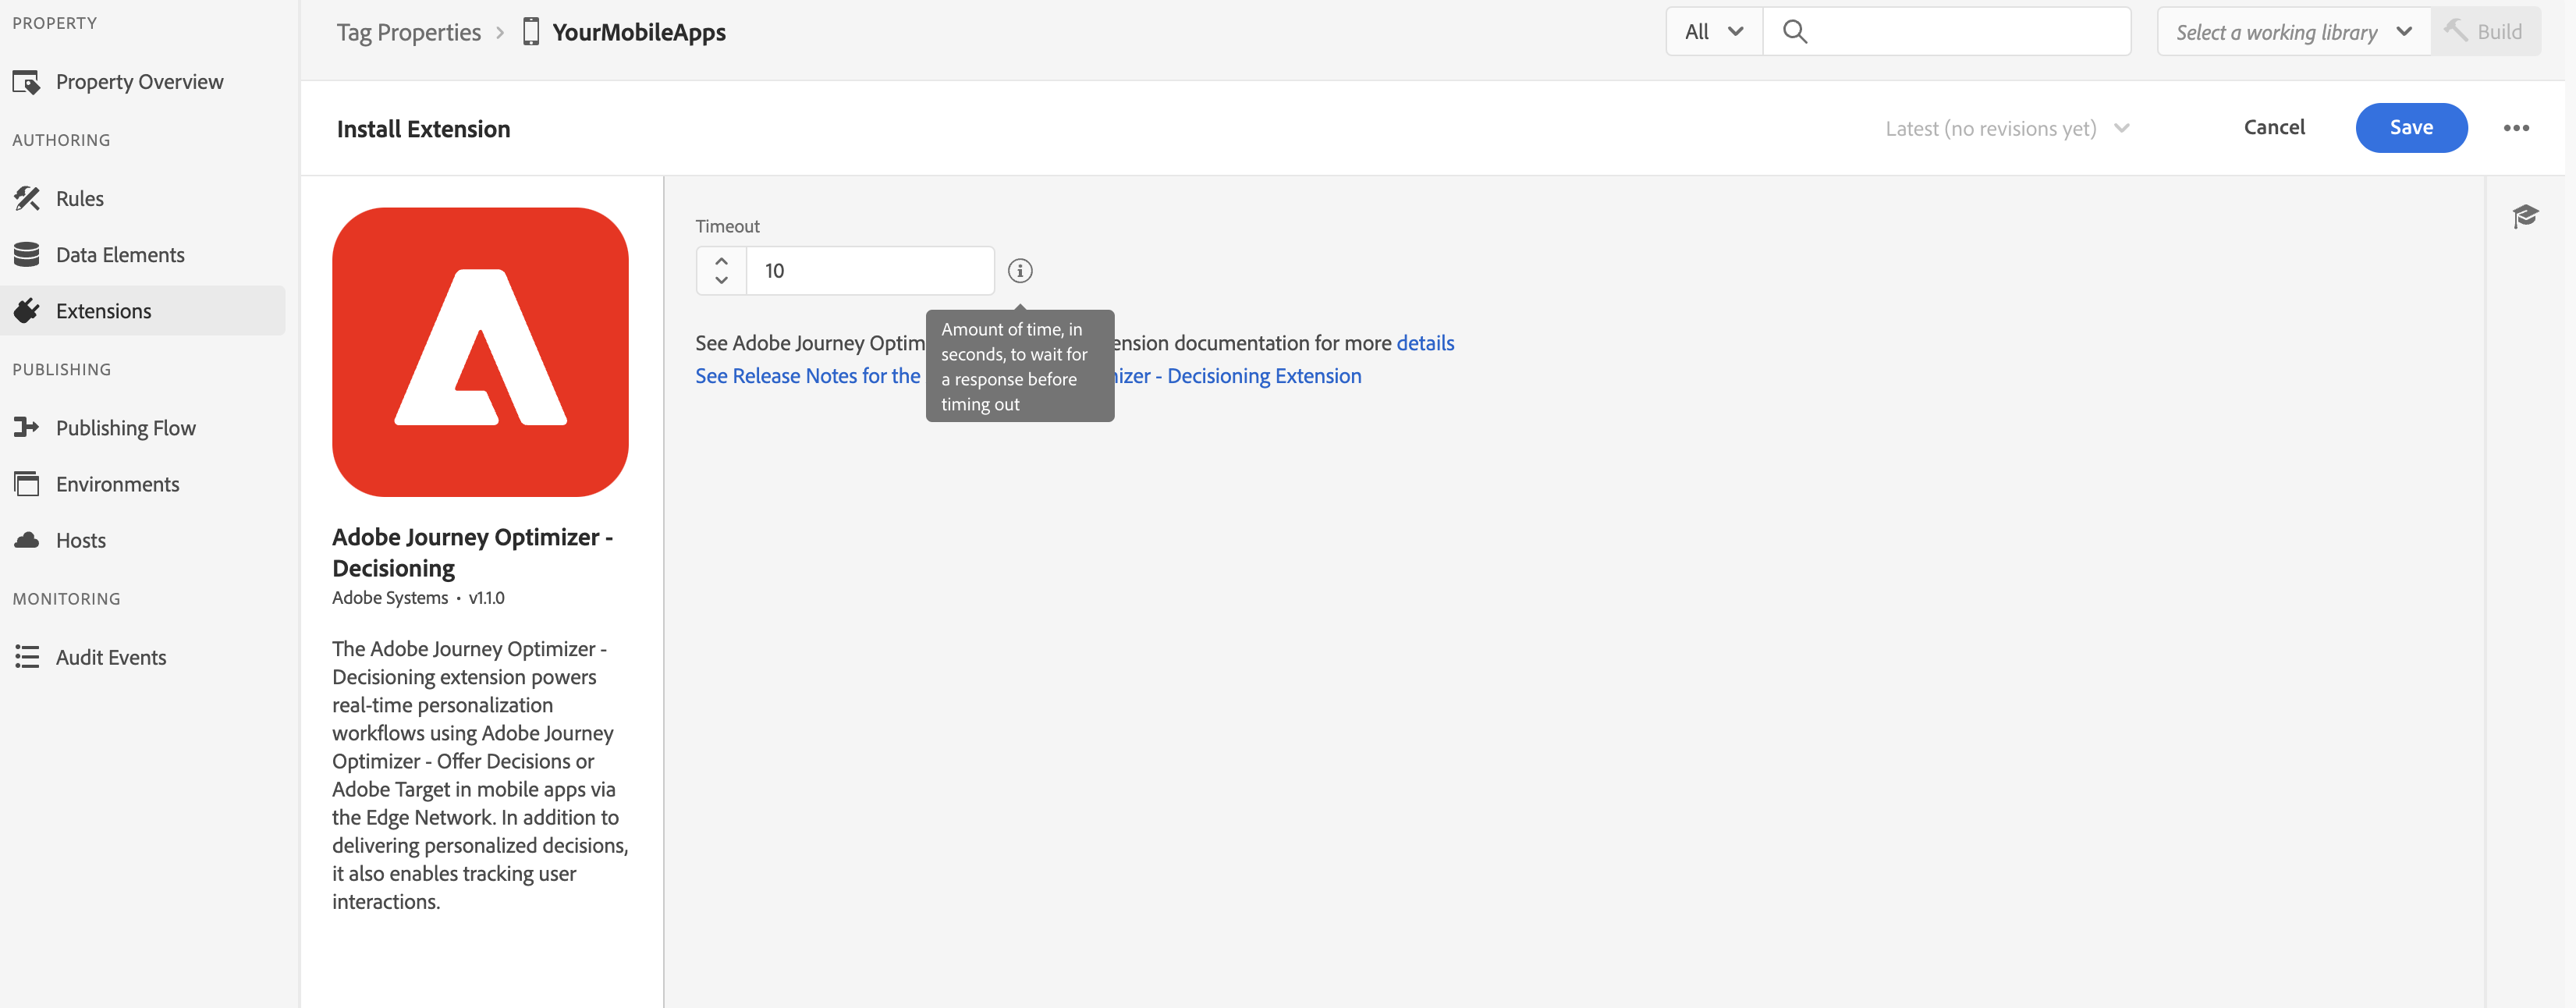 PROPERTY
Property Overview
AUTHORING
Rules
Data Elements
Extensions
PUBLISHING
Publishing Flow
Environments
Hosts
MONITORING
Audit Events
Tag Properties > YourMobileApps
All
Select a working library
Build
Install Extension
Latest (no revisions yet)
Cancel
Save
Adobe Journey Optimizer -
Decisioning
Adobe Systems • v1.1.0
The Adobe Journey Optimizer -
Decisioning extension powers
real-time personalization
workflows using Adobe Journey
Optimizer - Offer Decisions or
Adobe Target in mobile apps via
the Edge Network. In addition to
delivering personalized decisions,
it also enables tracking user
interactions.
Timeout
10
Amount of time, in
seconds, to wait for
a response before
timing out
See Adobe Journey Optim ension documentation for more details
See Release Notes for the izer - Decisioning Extension